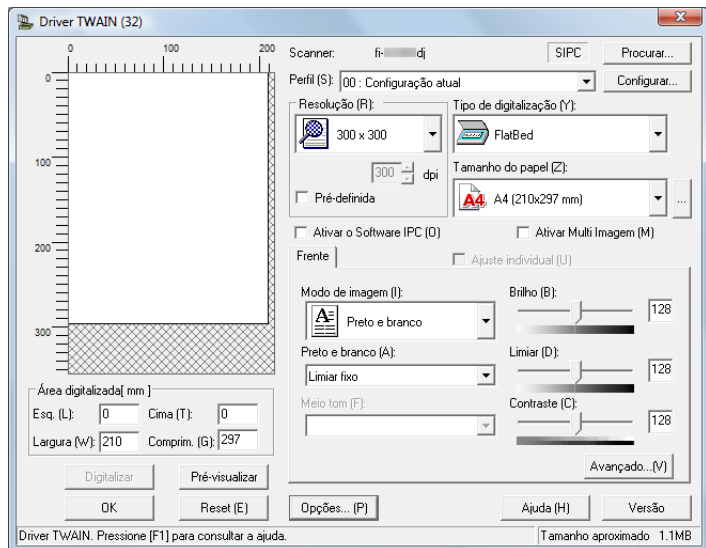 Driver TWAIN (32)
0 100 200
0
100
200
300
Scanner: fi- dj SIPC Procurar...
Perfil (S): 00 : Configuração atual Configurar...
Resolução (R): Tipo de digitalização (Y):
300 x 300 FlatBed
300 dpi Tamanho do papel (Z):
Pré-definida A4 A4 (210x297 mm) ...
Ativar o Software IPC (O) Ativar Multi Imagem (M)
Frente Ajuste individual (U)
Modo de imagem (I): Brilho (B):
A Preto e branco 128
Preto e branco (A): Limiar (D):
Limiar fixo 128
Meio tom (F): Contraste (C):
128
Avançado...(V)
Área digitalizada[ mm ]
Esq. (L): 0 Cima (T): 0
Largura (W): 210 Comprim. (G): 297
Digitalizar Pré-visualizar
OK Reset (E) Opções... (P) Ajuda (H) Versão
Driver TWAIN. Pressione [F1] para consultar a ajuda. Tamanho aproximado 1.1MB